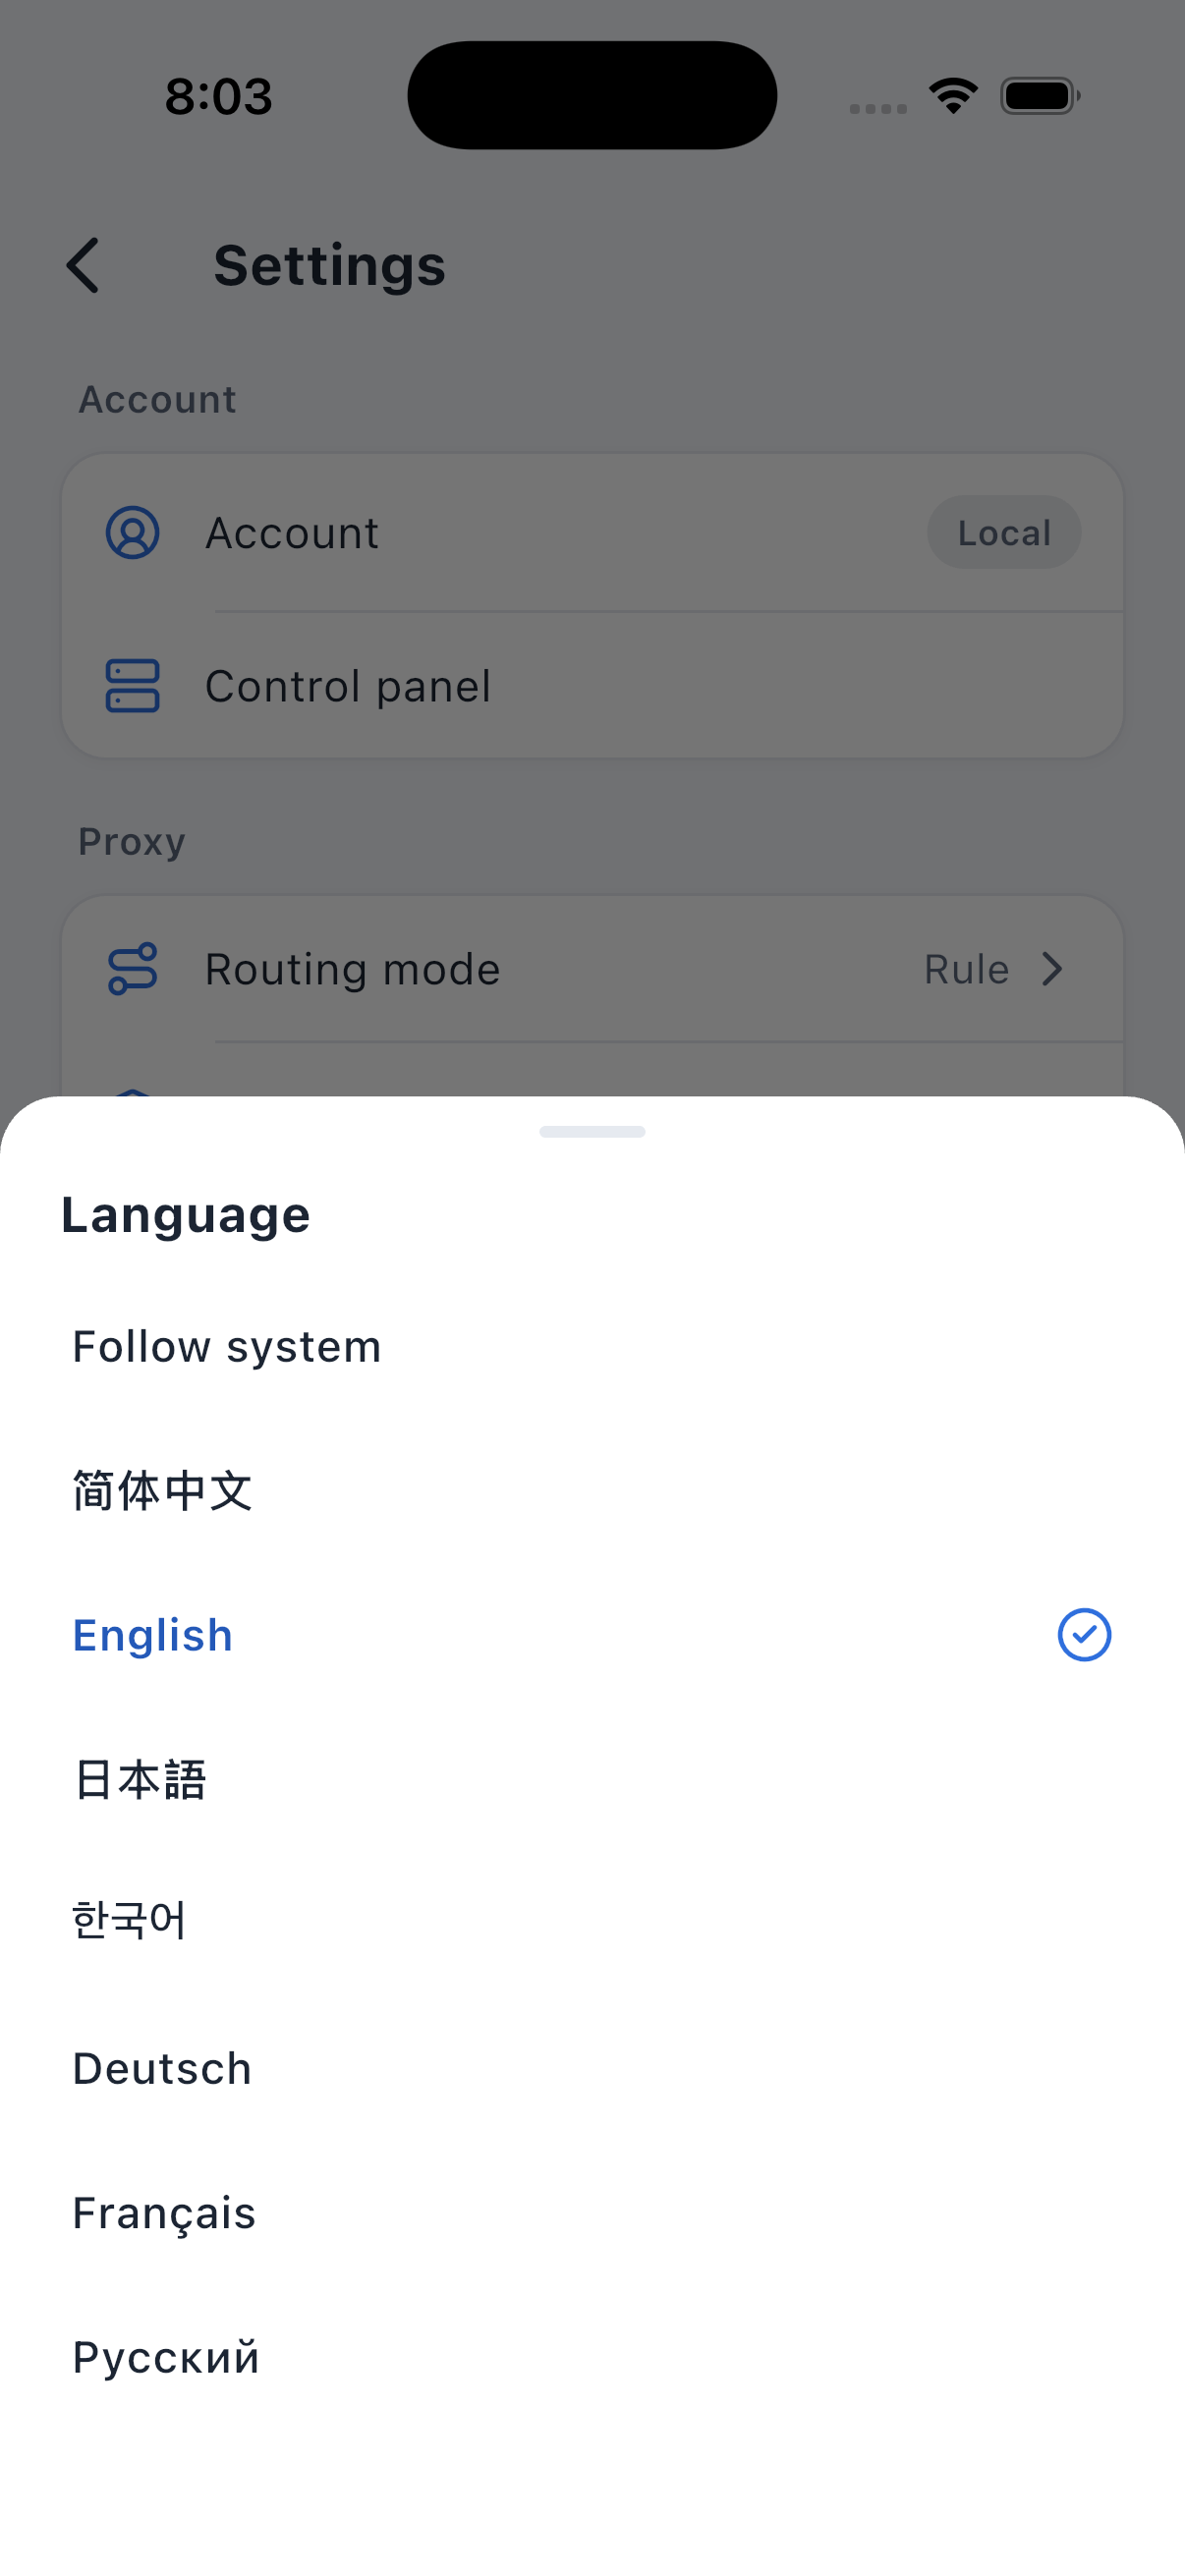 8:03
Settings
Account
Account Local
Control panel
Proxy
Routing mode Rule
Language
Follow system
简体中文
English
日本語
한국어
Deutsch
Français
Русский